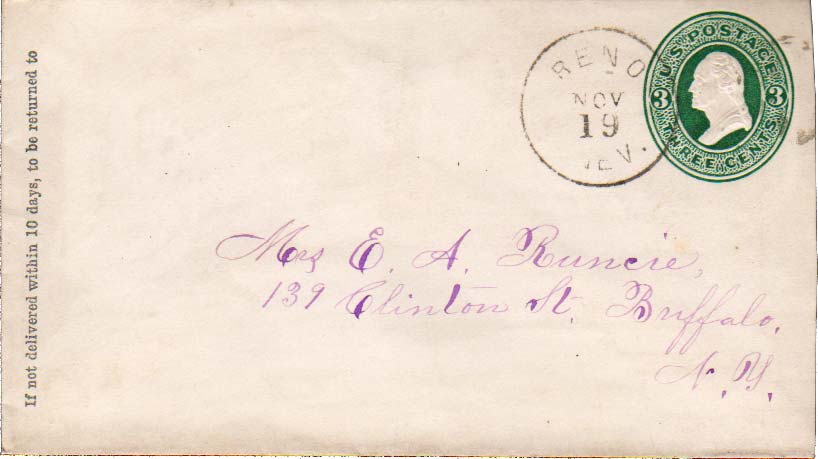 If not delivered within 10 days, to be returned to
RENO
NOV
19
NEV.
U.S. POSTAGE
3 3
THREE CENTS
Mrs E. A. Runcie,
139 Clinton St. Buffalo,
N. Y.